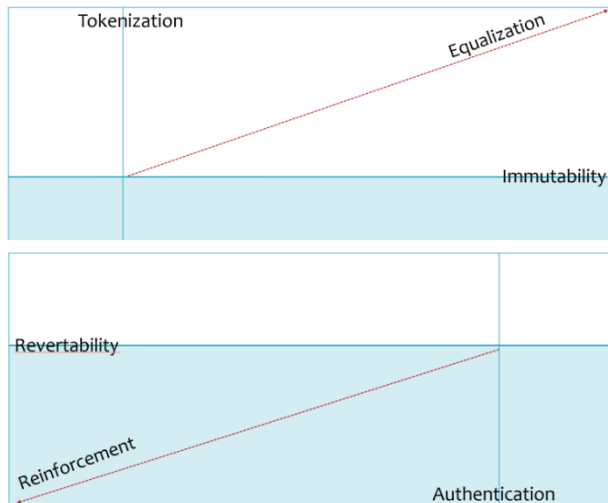 Tokenization
Equalization
Immutability
Revertability
Reinforcement
Authentication